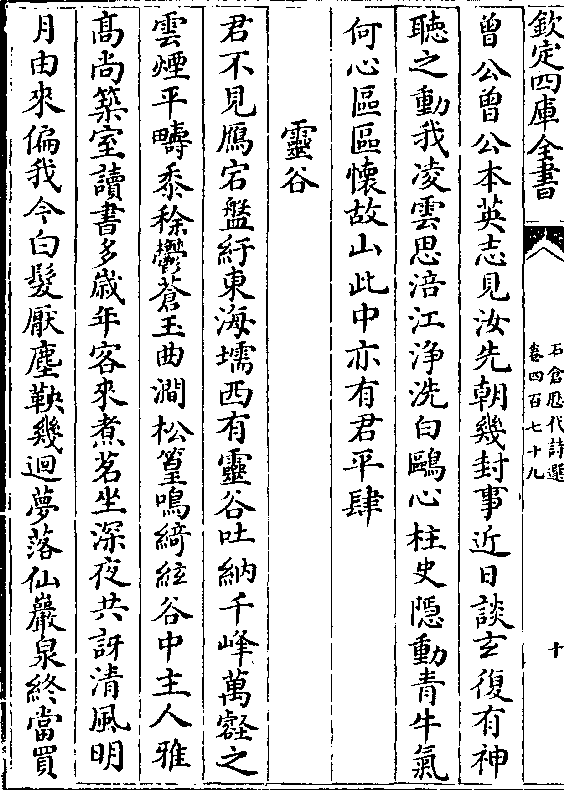 欽定四庫全書
石倉歴代詩選
卷四百七十九
十
曾公曾公本英志見汝先朝幾封事近日談玄復有神
聽之動我凌雲思涪江浄洗白鷗心柱史隠動青牛氣
何心區區懷故山此中亦有君平肆
靈谷
君不見鴈宕盤紆東海壖西有靈谷吐納千峰萬壑之
雲煙平疇黍稌鬱蒼玉曲澗松篁鳴綺絃谷中主人雅
髙尚築室讀書多歳年客來煮茗坐深夜共訝清風明
月由來偏我今白髮厭塵鞅幾迴夢落仙巖泉終當買